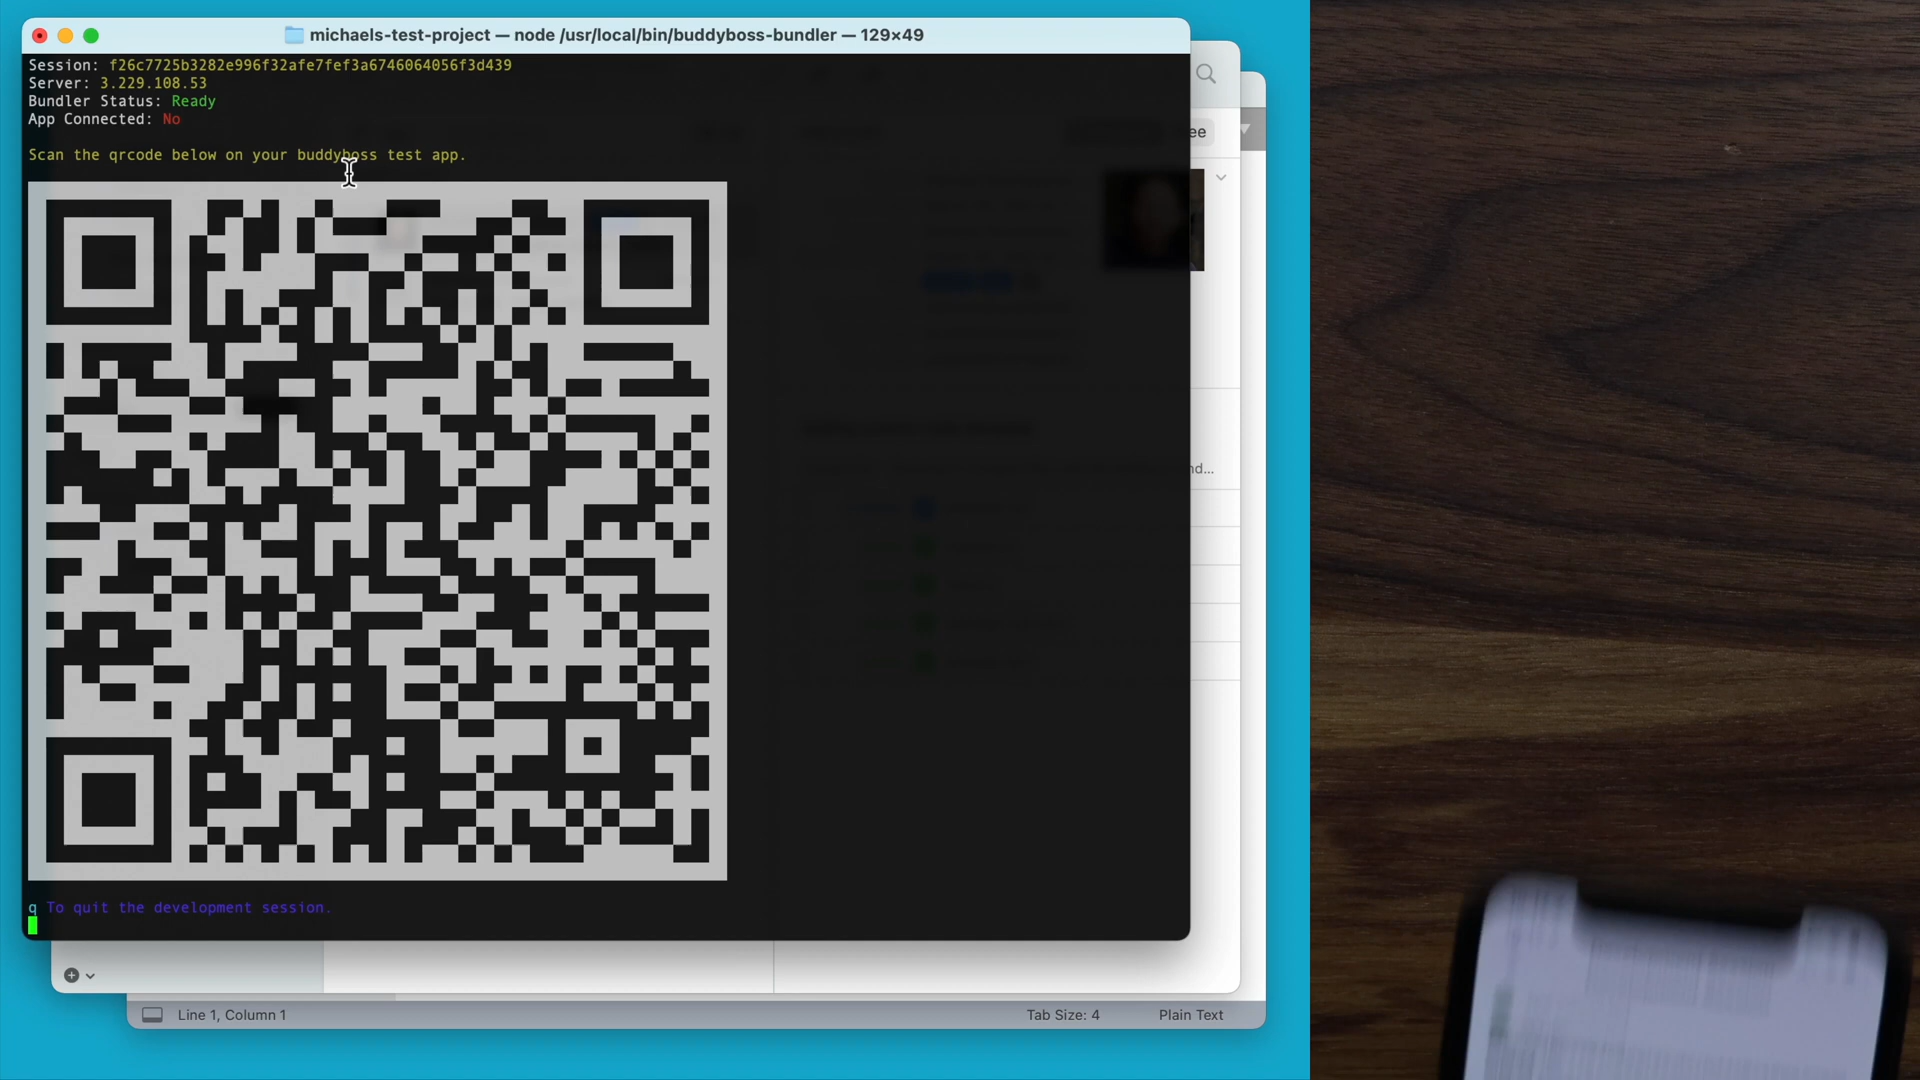 michaels-test-project — node /usr/local/bin/buddyboss-bundler — 129×49
Session: f26c7725b3282e996f32afe7fef3a6746064056f3d439
Server: 3.229.108.53
Bundler Status: Ready
App Connected: No
ee
Scan the qrcode below on your buddyboss test app.
nd...
q To quit the development session.
Line 1, Column 1
Tab Size: 4
Plain Text